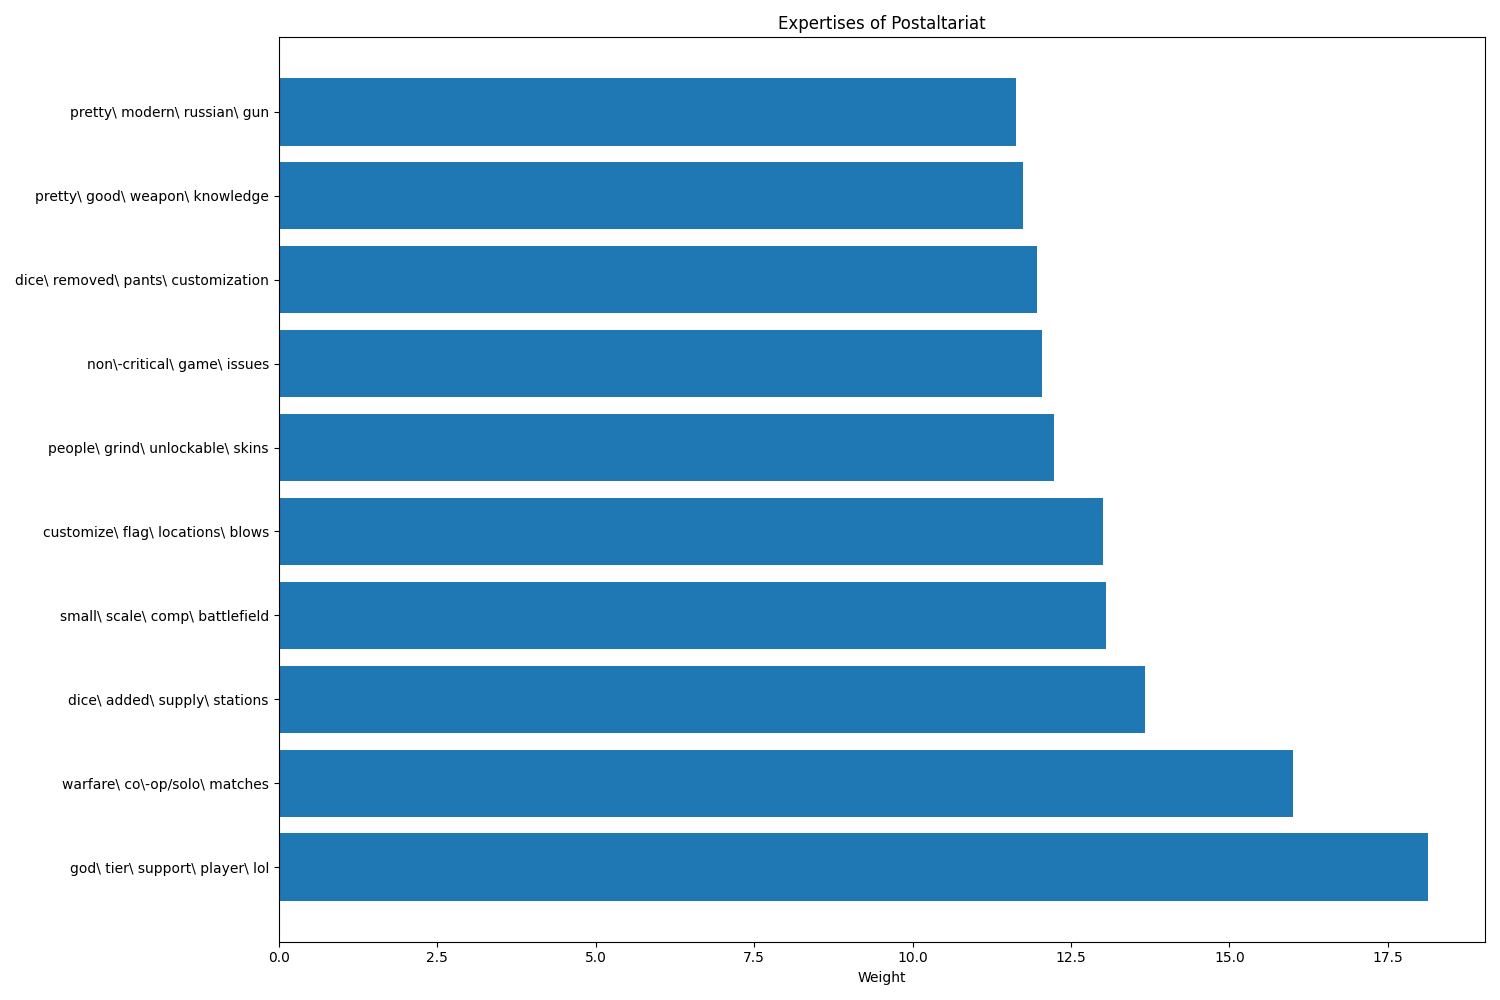 Expertises of Postaltariat
pretty\ modern\ russian\ gun
pretty\ good\ weapon\ knowledge
dice\ removed\ pants\ customization
non\-critical\ game\ issues
people\ grind\ unlockable\ skins
customize\ flag\ locations\ blows
small\ scale\ comp\ battlefield
dice\ added\ supply\ stations
warfare\ co\-op/solo\ matches
god\ tier\ support\ player\ lol
0.0 2.5 5.0 7.5 10.0 12.5 15.0 17.5
Weight